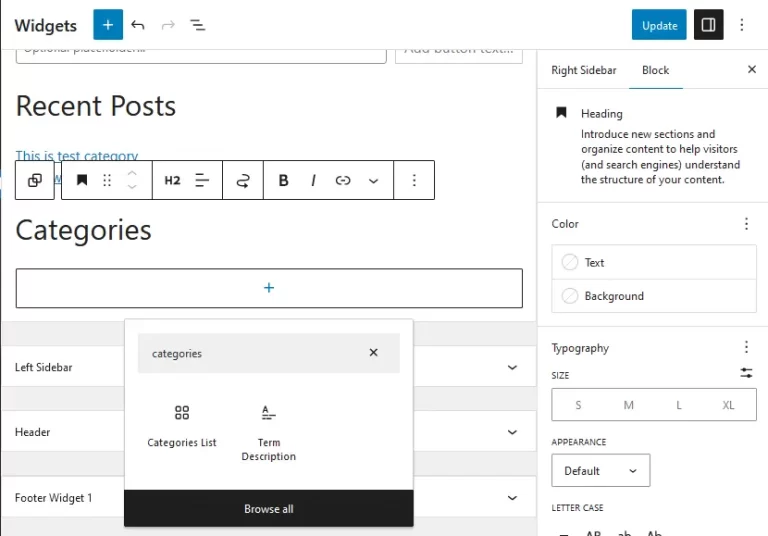 Widgets
Update
Optional placeholder...
Add button text...
Right Sidebar
Block
Recent Posts
Heading
Introduce new sections and
organize content to help visitors
(and search engines) understand
the structure of your content.
This is test category
H2
B
I
Categories
Color
Text
Background
categories
Typography
Left Sidebar
SIZE
S
M
L
XL
Categories List
Term
Description
Header
APPEARANCE
Default
Footer Widget 1
Browse all
LETTER CASE
AB
ab
Ab